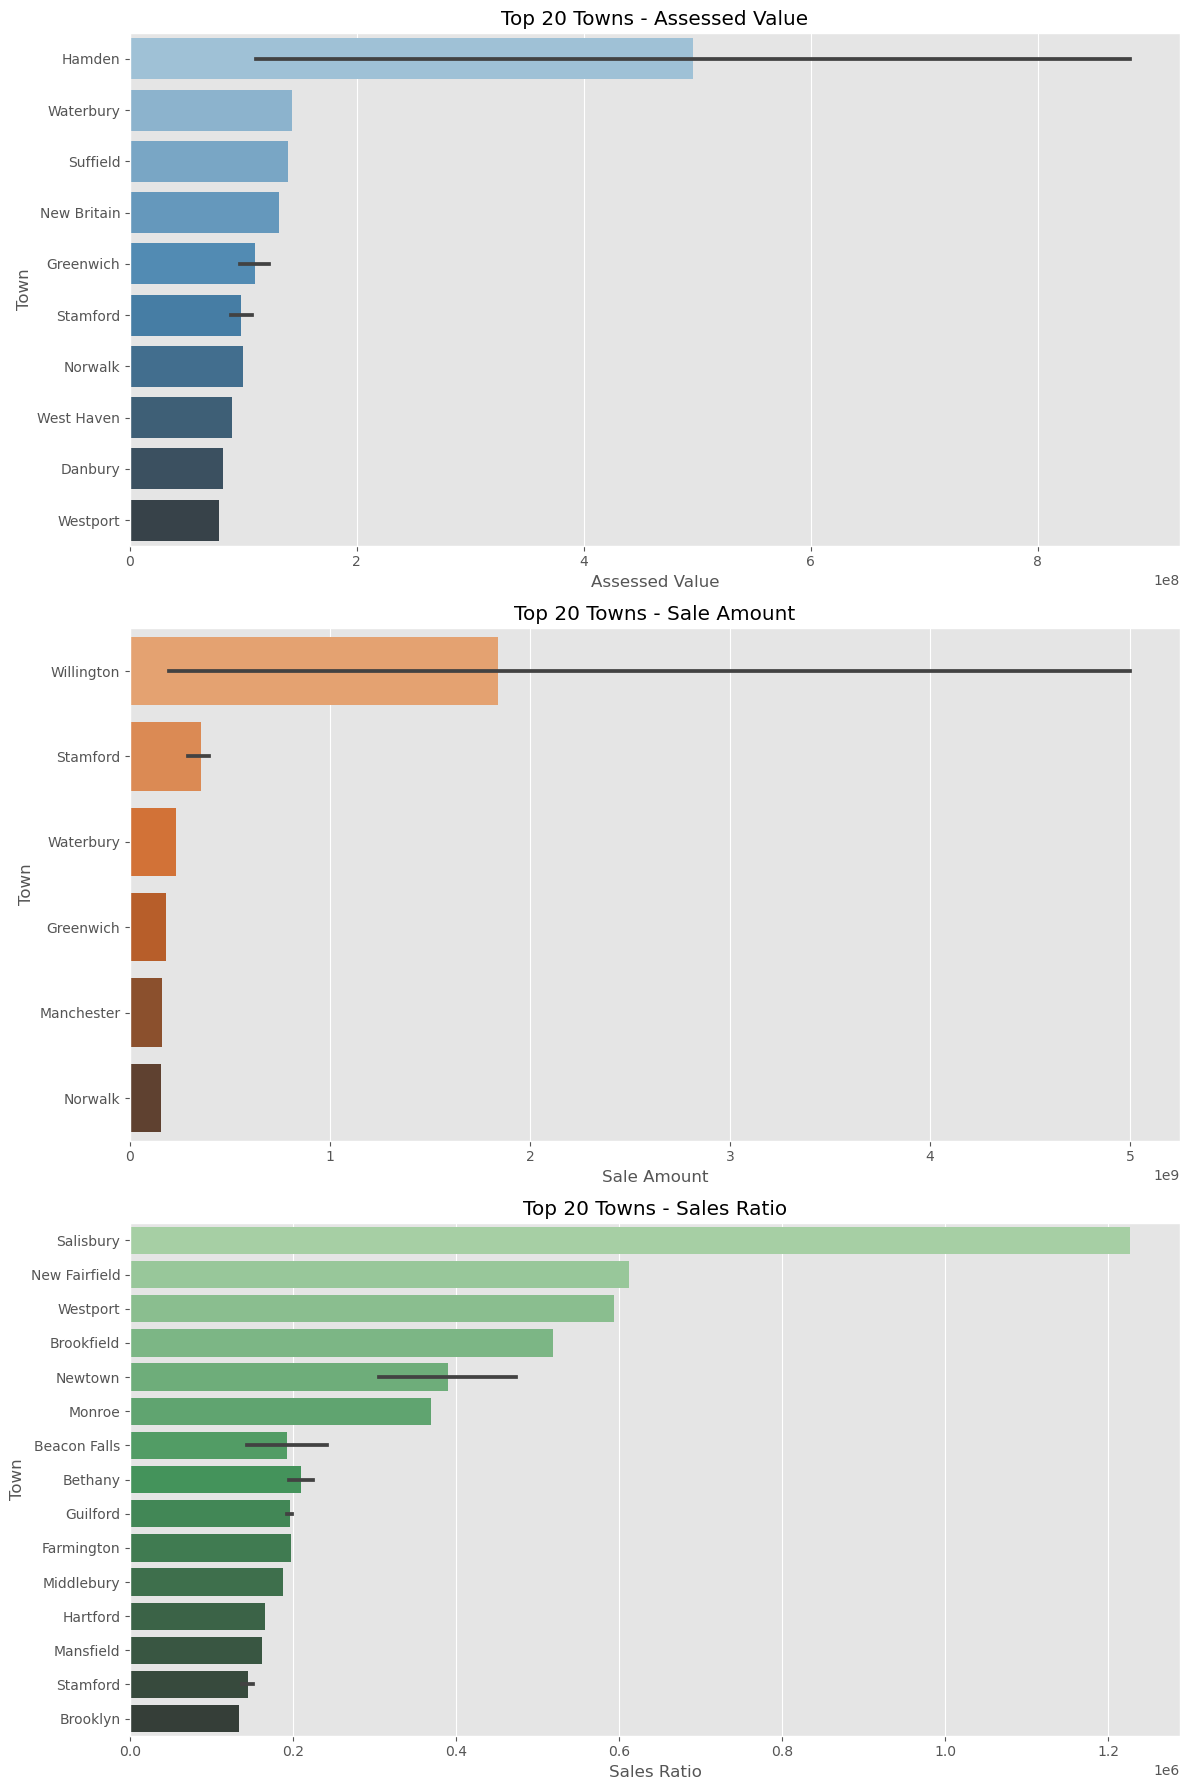 Top 20 Towns - Assessed Value
Town
Hamden
Waterbury
Suffield
New Britain
Greenwich
Stamford
Norwalk
West Haven
Danbury
Westport
0 2 4 6 8
1e8
Assessed Value
Top 20 Towns - Sale Amount
Town
Willington
Stamford
Waterbury
Greenwich
Manchester
Norwalk
0 1 2 3 4 5
1e9
Sale Amount
Top 20 Towns - Sales Ratio
Town
Salisbury
New Fairfield
Westport
Brookfield
Newtown
Monroe
Beacon Falls
Bethany
Guilford
Farmington
Middlebury
Hartford
Mansfield
Stamford
Brooklyn
0.0 0.2 0.4 0.6 0.8 1.0 1.2
1e6
Sales Ratio